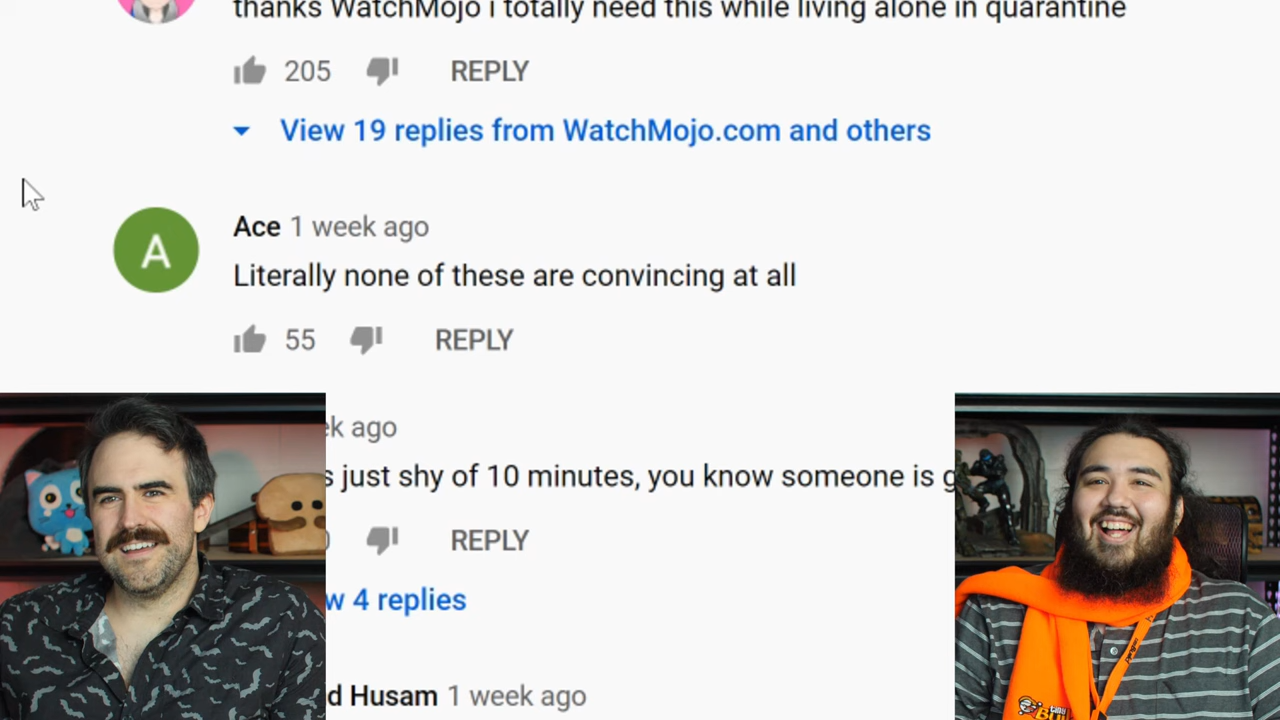 thanks WatchMojo i totally need this while living alone in quarantine
205 REPLY
View 19 replies from WatchMojo.com and others
A
Ace 1 week ago
Literally none of these are convincing at all
55 REPLY
ek ago
s just shy of 10 minutes, you know someone is g
REPLY
w 4 replies
d Husam 1 week ago